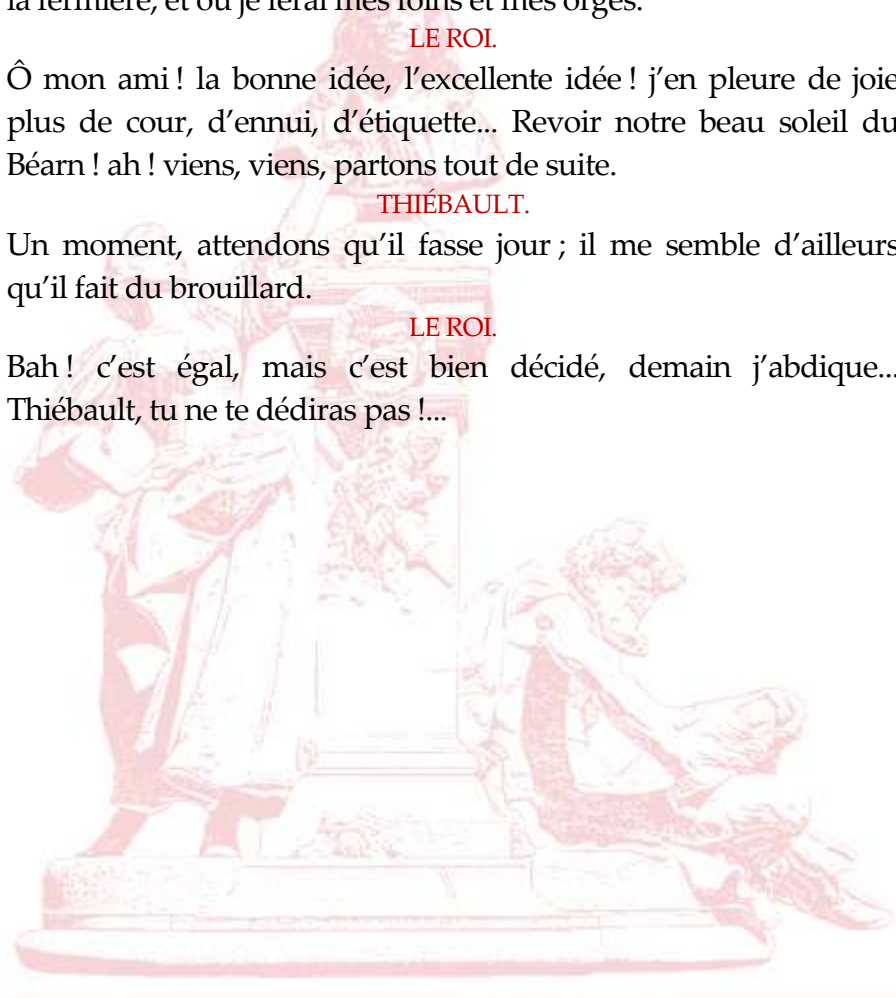 la fermière, et où je ferai mes foins et mes orges.
LE ROI.
Ô mon ami ! la bonne idée, l’excellente idée ! j’en pleure de joie
plus de cour, d’ennui, d’étiquette... Revoir notre beau soleil du
Béarn ! ah ! viens, viens, partons tout de suite.
THIÉBAULT.
Un moment, attendons qu’il fasse jour ; il me semble d’ailleurs
qu’il fait du brouillard.
LE ROI.
Bah ! c’est égal, mais c’est bien décidé, demain j’abdique...
Thiébault, tu ne te dédiras pas !...